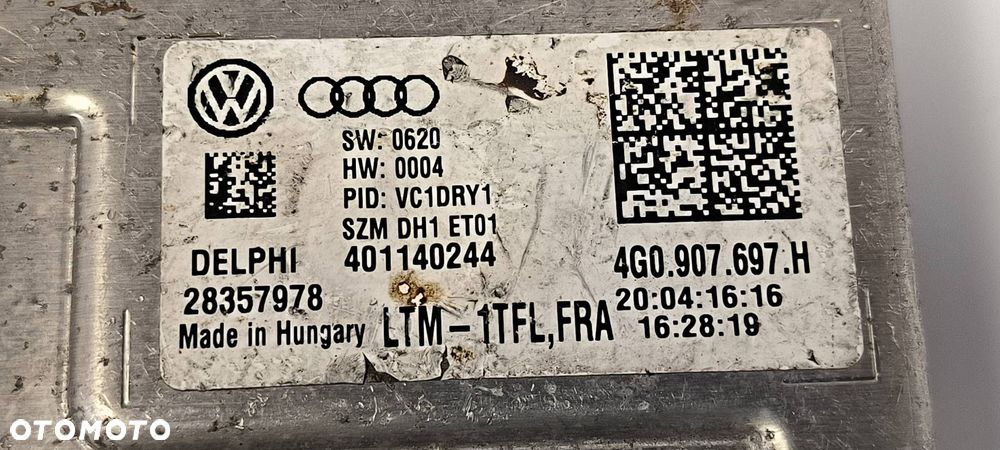 SW: 0620
HW: 0004
PID: VC1DRY1
SZM DH1 ET01
401140244
DELPHI
28357978
Made in Hungary
LTM-1TFL,FRA
4G0.907.697.H
20:04:16:16
16:28:19
OTOMOTO